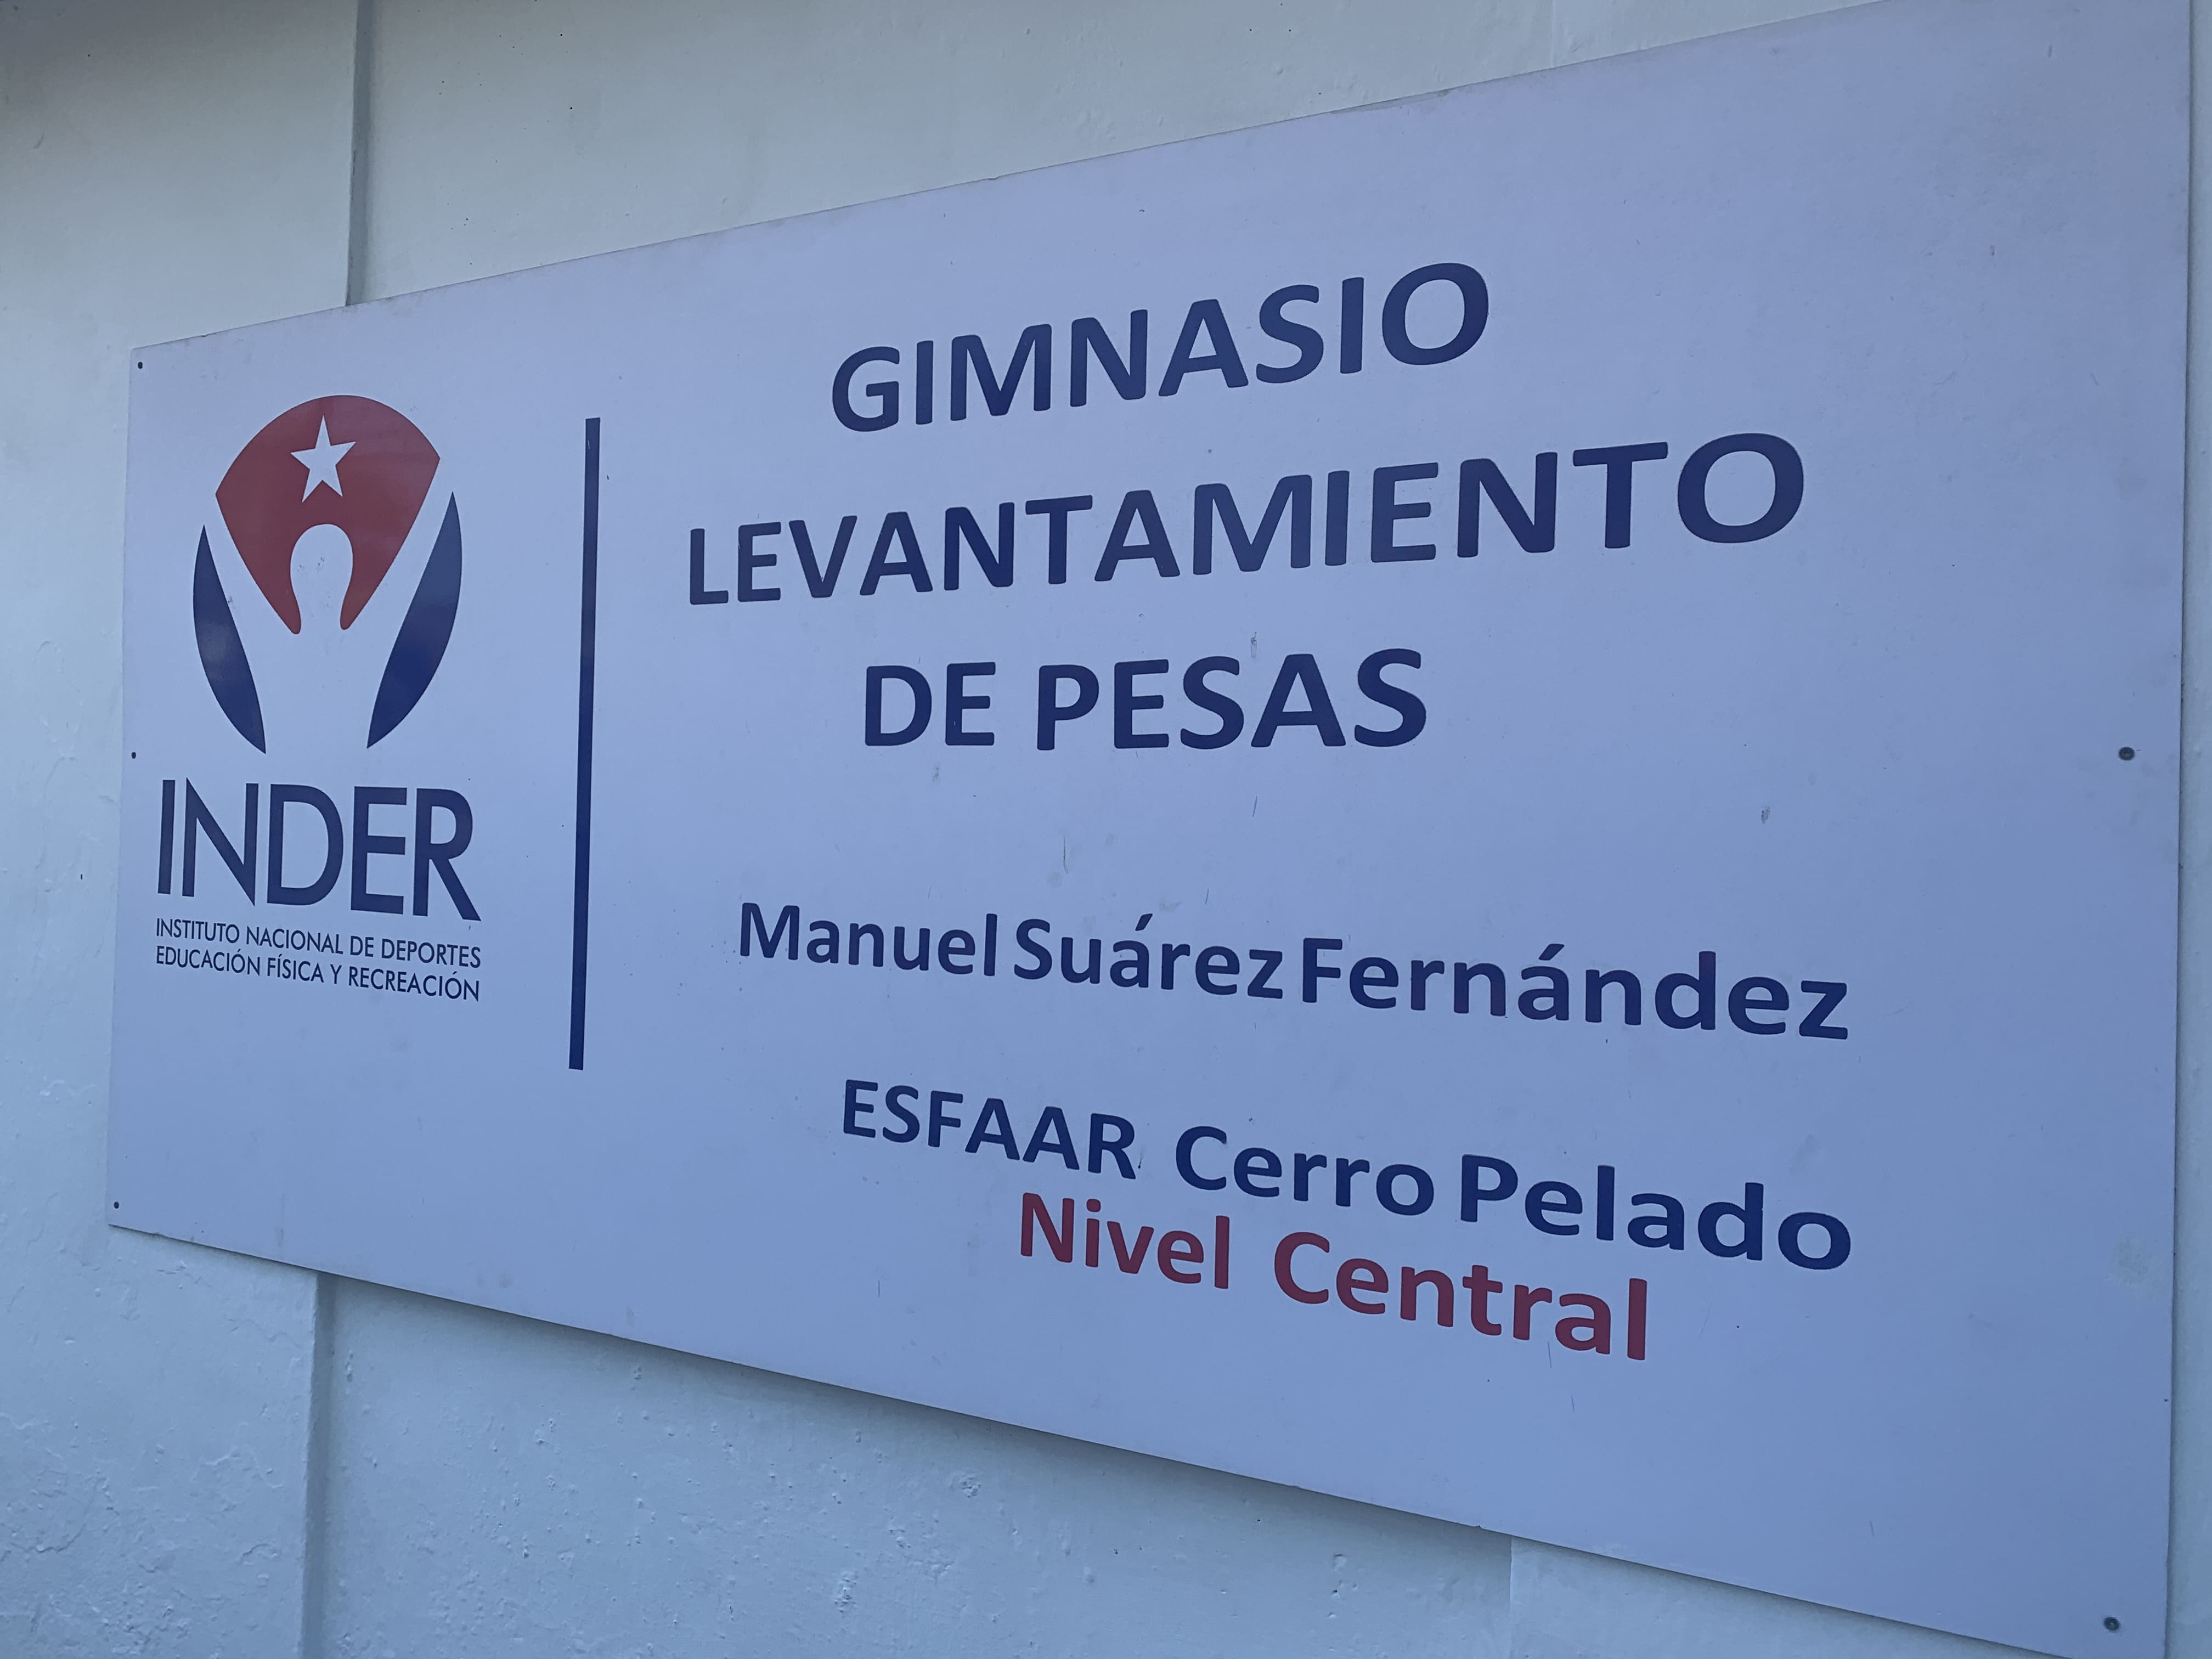 INDER
INSTITUTO NACIONAL DE DEPORTES
EDUCACIÓN FÍSICA Y RECREACIÓN
GIMNASIO
LEVANTAMIENTO
DE PESAS
Manuel Suárez Fernández
ESFAAR Cerro Pelado
Nivel Central